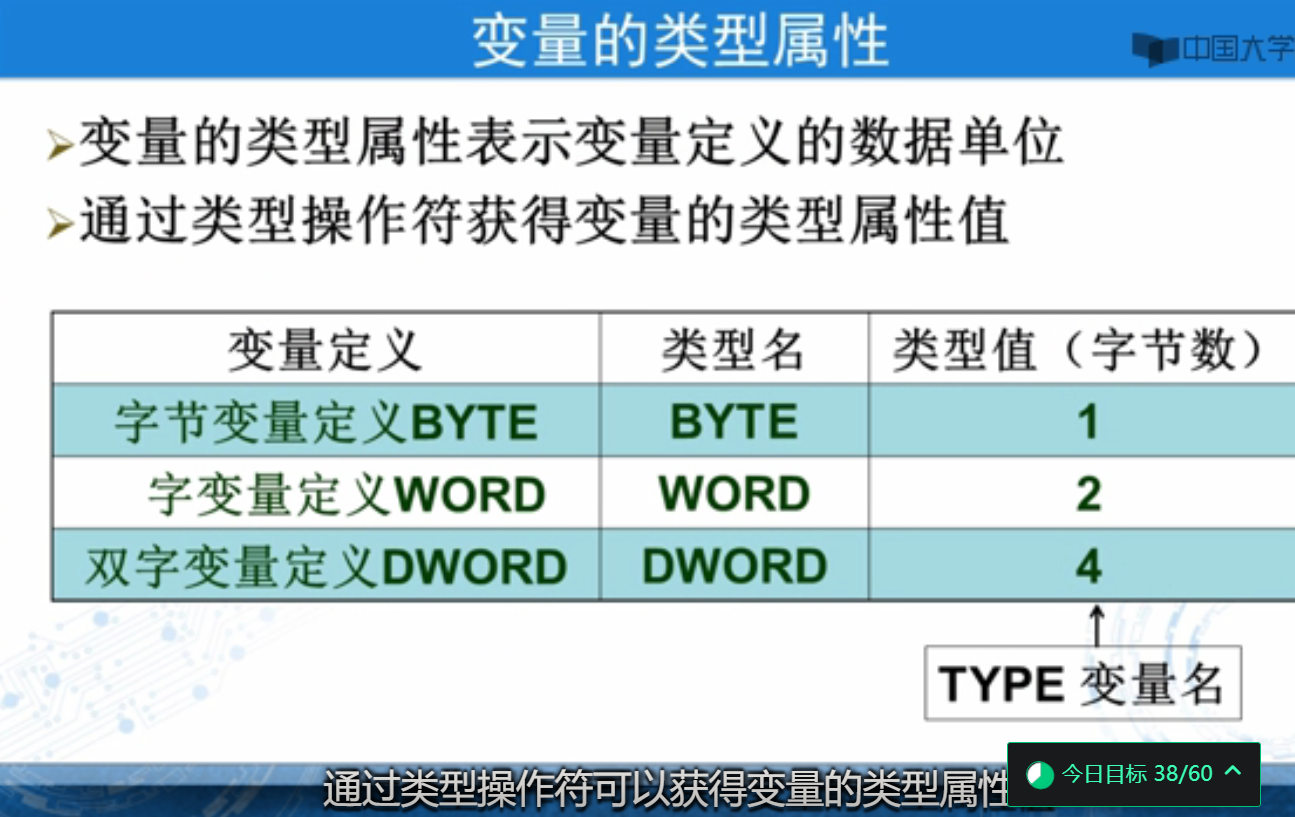 变量的类型属性
中国大学
变量的类型属性表示变量定义的数据单位
通过类型操作符获得变量的类型属性值
变量定义 类型名 类型值（字节数）
字节变量定义BYTE BYTE 1
字变量定义WORD WORD 2
双字变量定义DWORD DWORD 4
TYPE 变量名
通过类型操作符可以获得变量的类型属性
今日目标 38/60